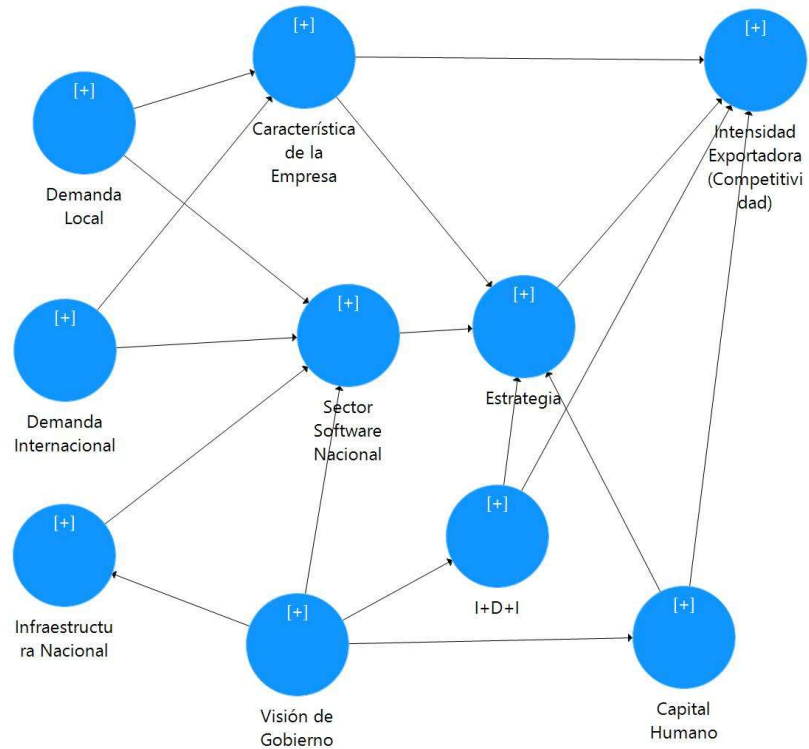 [+]
Característica
de la
Empresa
[+]
Intensidad
Exportadora
(Competitivi
dad)
[+]
Demanda
Local
[+]
Demanda
Internacional
[+]
Sector
Software
Nacional
[+]
Estrategia
[+]
Infraestructu
ra Nacional
[+]
I+D+I
[+]
Visión de
Gobierno
[+]
Capital
Humano